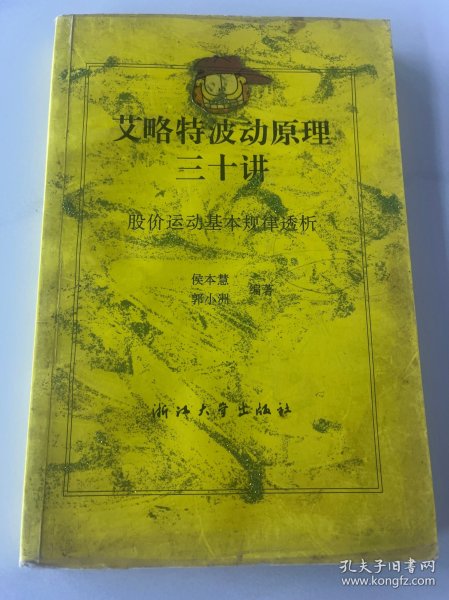 艾略特波动原理
三十讲
股价运动基本规律透析
侯本慧
郭小洲
编著
浙江大学出版社
孔夫子旧书网
www.kongfz.com